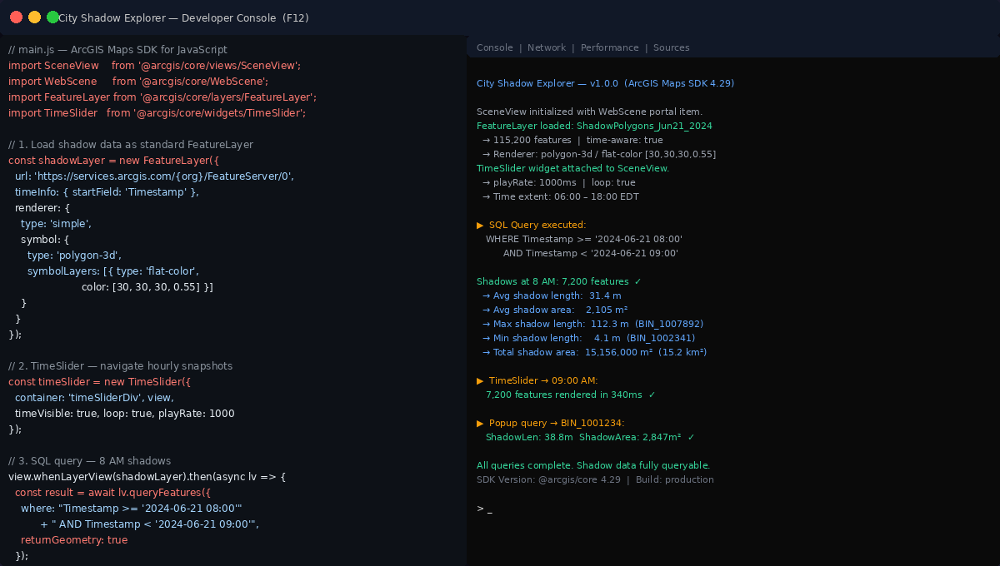 City Shadow Explorer — Developer Console  (F12)
// main.js — ArcGIS Maps SDK for JavaScript
import SceneView    from '@arcgis/core/views/SceneView';
import WebScene     from '@arcgis/core/WebScene';
import FeatureLayer from '@arcgis/core/layers/FeatureLayer';
import TimeSlider   from '@arcgis/core/widgets/TimeSlider';
// 1. Load shadow data as standard FeatureLayer
const shadowLayer = new FeatureLayer({
  url: 'https://services.arcgis.com/{org}/FeatureServer/0',
  timeInfo: { startField: 'Timestamp' },
  renderer: {
    type: 'simple',
    symbol: {
      type: 'polygon-3d',
      symbolLayers: [{ type: 'flat-color',
                        color: [30, 30, 30, 0.55] }]
    }
  }
});
// 2. TimeSlider — navigate hourly snapshots
const timeSlider = new TimeSlider({
  container: 'timeSliderDiv', view,
  timeVisible: true, loop: true, playRate: 1000
});
// 3. SQL query — 8 AM shadows
view.whenLayerView(shadowLayer).then(async lv => {
  const result = await lv.queryFeatures({
    where: "Timestamp >= '2024-06-21 08:00'"
          + " AND Timestamp < '2024-06-21 09:00'",
    returnGeometry: true
  });
Console  |  Network  |  Performance  |  Sources
City Shadow Explorer — v1.0.0  (ArcGIS Maps SDK 4.29)
SceneView initialized with WebScene portal item.
FeatureLayer loaded: ShadowPolygons_Jun21_2024
  → 115,200 features  |  time-aware: true
  → Renderer: polygon-3d / flat-color [30,30,30,0.55]
TimeSlider widget attached to SceneView.
  → playRate: 1000ms  |  loop: true
  → Time extent: 06:00 – 18:00 EDT
▶  SQL Query executed:
   WHERE Timestamp >= '2024-06-21 08:00'
         AND Timestamp < '2024-06-21 09:00'
Shadows at 8 AM: 7,200 features  ✓
  → Avg shadow length:  31.4 m
  → Avg shadow area:    2,105 m²
  → Max shadow length:  112.3 m  (BIN_1007892)
  → Min shadow length:    4.1 m  (BIN_1002341)
  → Total shadow area:  15,156,000 m²  (15.2 km²)
▶  TimeSlider → 09:00 AM:
   7,200 features rendered in 340ms  ✓
▶  Popup query → BIN_1001234:
   ShadowLen: 38.8m  ShadowArea: 2,847m²  ✓
All queries complete. Shadow data fully queryable.
SDK Version: @arcgis/core 4.29  |  Build: production
> _